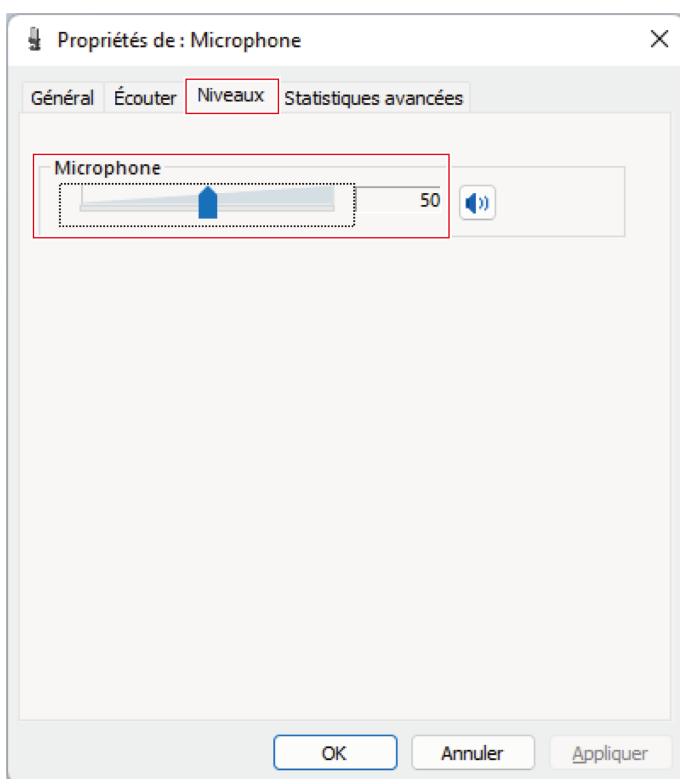 Propriétés de : Microphone
Général Écouter Niveaux Statistiques avancées
Microphone
50
OK Annuler Appliquer